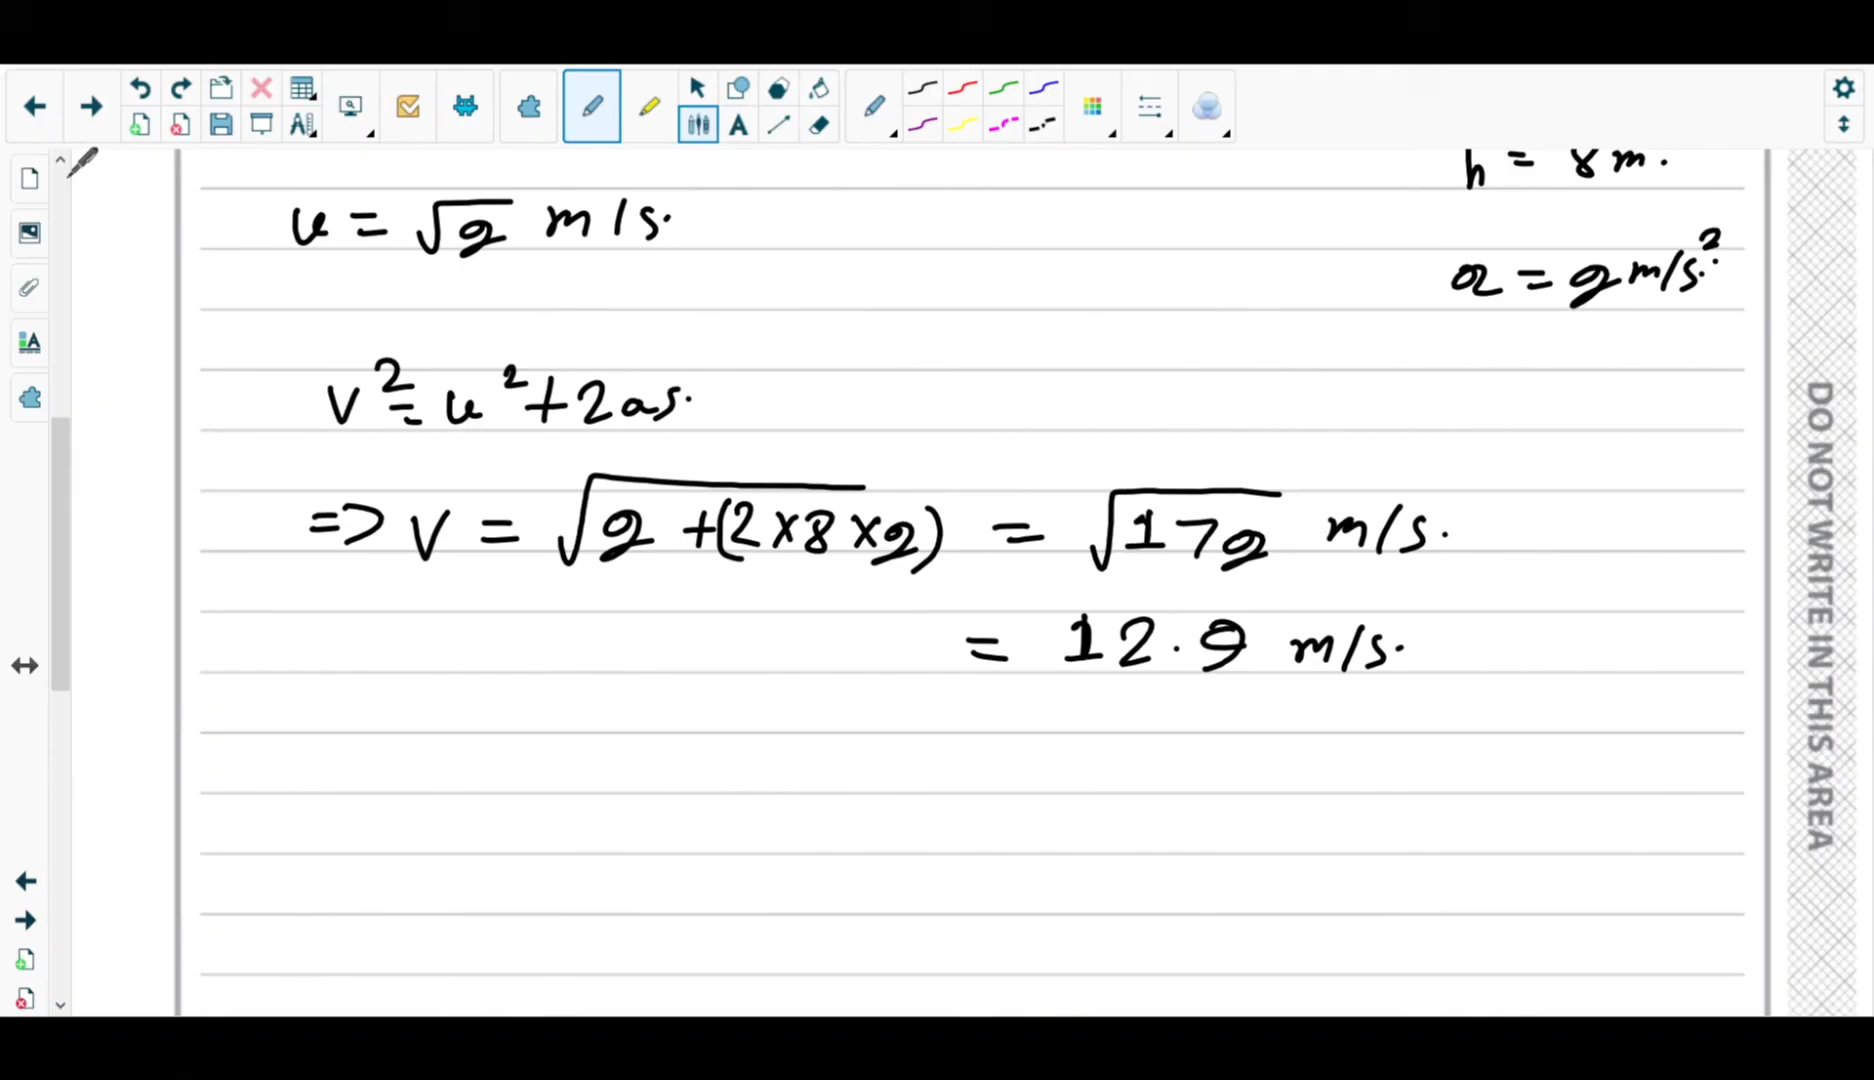 h = 8 m.
u = √g m/s.
a = g m/s².
v² = u² + 2as.
=> v = √g + (2×8×g) = √17g m/s.
= 12.9 m/s.
DO NOT WRITE IN THIS AREA